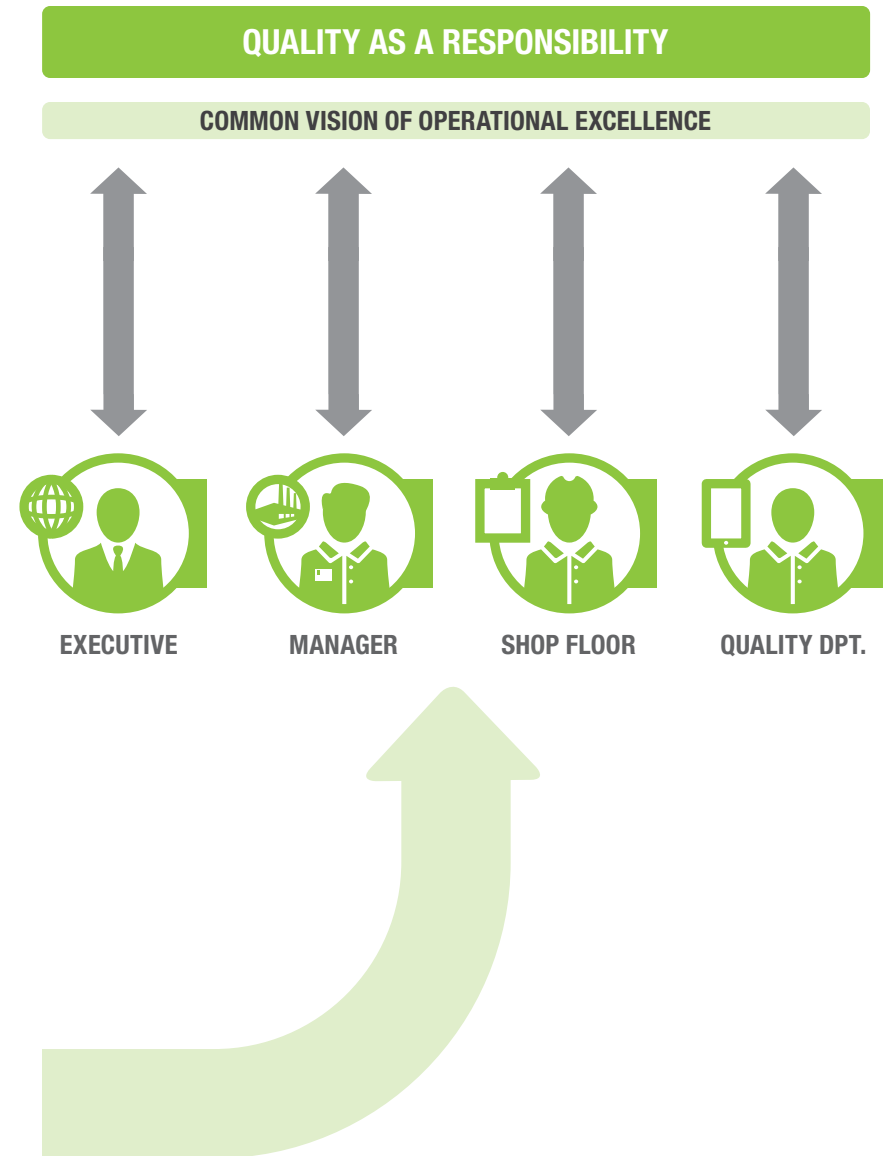 QUALITY AS A RESPONSIBILITY
COMMON VISION OF OPERATIONAL EXCELLENCE
EXECUTIVE
MANAGER
SHOP FLOOR
QUALITY DPT.